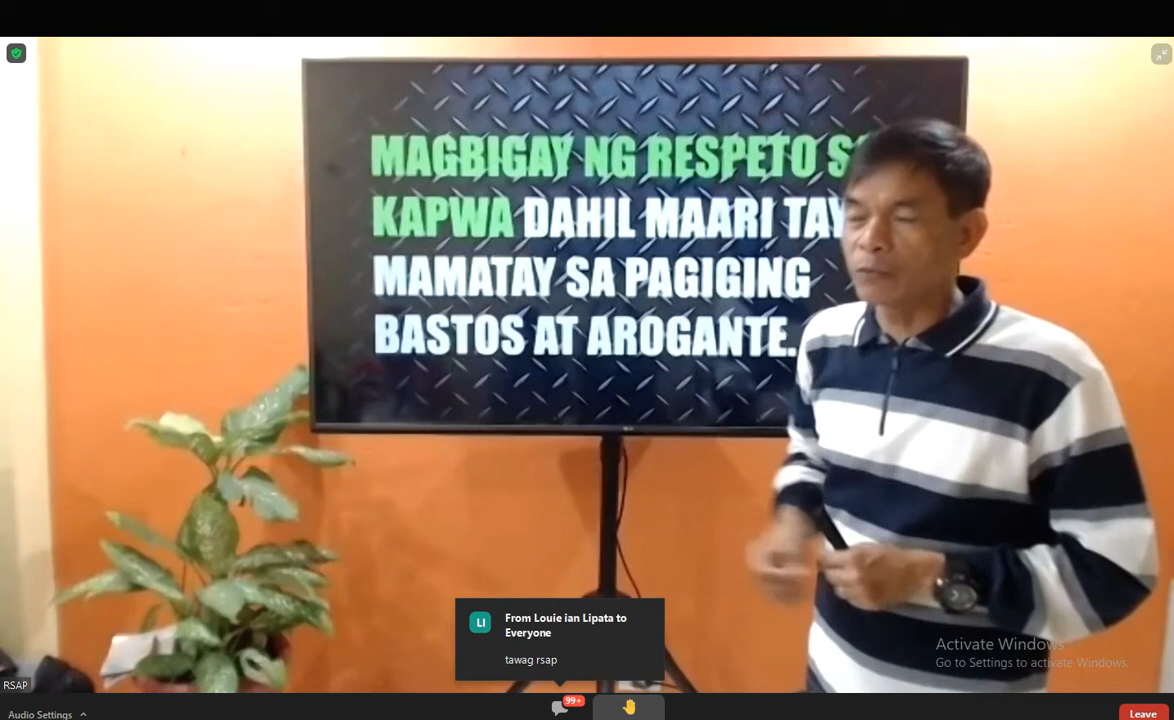 MAGBIGAY NG RESPETO
KAPWA DAHIL MAARI
MAMATAY SA PAGIGING
BASTOS AT AROGANTE.
LI
From Louie ian Lipata to
Everyone
tawag rsap
Activate Windows
Go to Settings to activate Windows.
RSAP
99+
Audio Settings
Leave